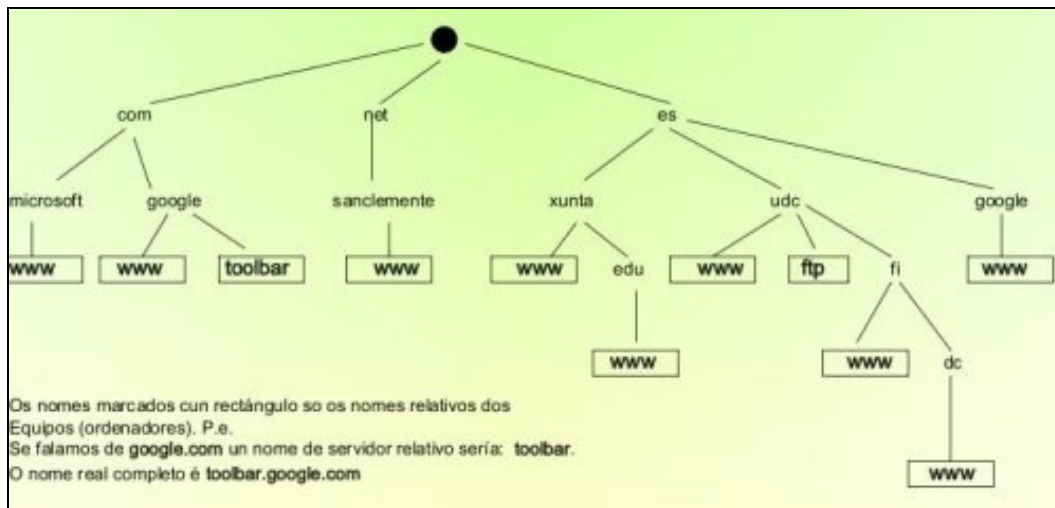 com net es
microsoft google sanclemente xunta udc google
www www toolbar www www edu www ftp fi www
www www dc
Os nomes marcados cun rectángulo so os nomes relativos dos
Equipos (ordenadores). P.e.
Se falamos de google.com un nome de servidor relativo sería: toolbar.
O nome real completo é toolbar.google.com
www